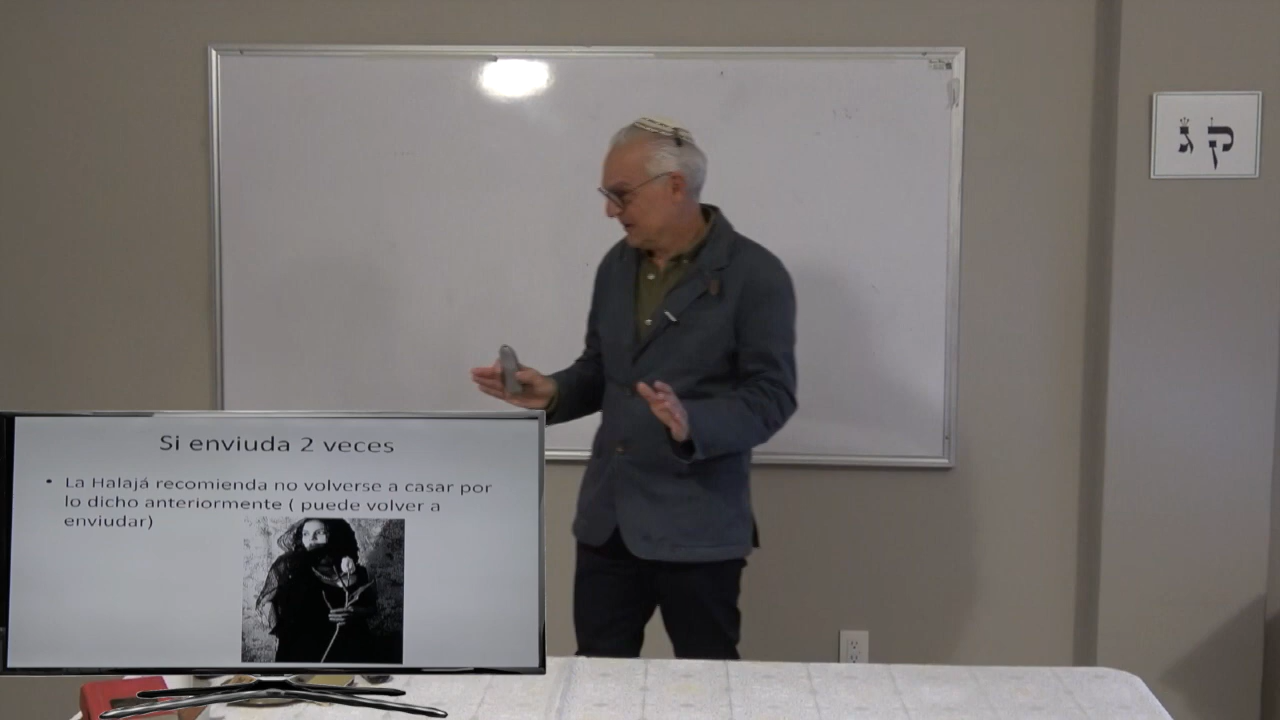 Si enviuda 2 veces
• La Halajá recomienda no volverse a casar por
lo dicho anteriormente ( puede volver a
enviudar)
ק ג